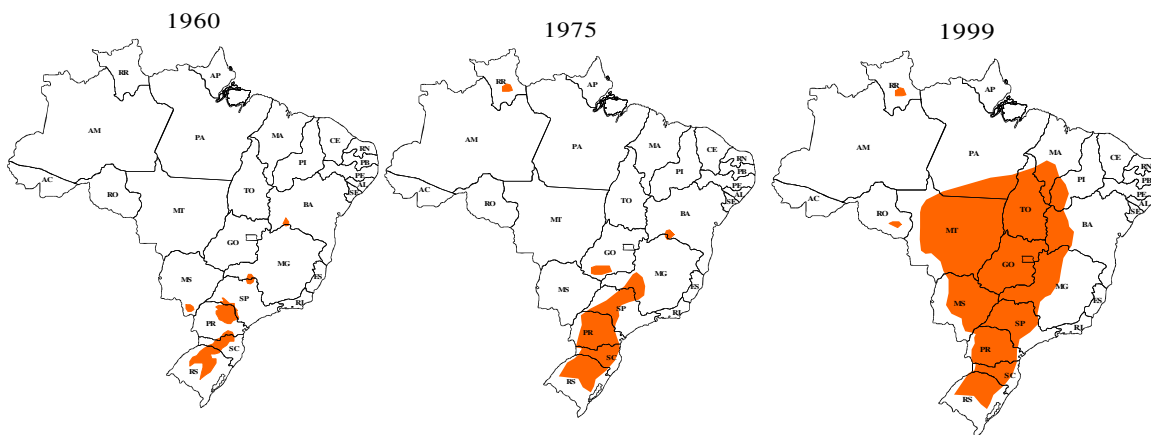 1960
RR
AP
AM
PA
MA
CE
RN
PB
PE
AL
SE
PI
AC
RO
TO
BA
MT
GO
MG
ES
MS
SP
RJ
PR
SC
RS
1975
RR
AP
AM
PA
MA
CE
RN
PB
PE
AL
SE
PI
AC
RO
TO
BA
MT
GO
MG
ES
MS
SP
RJ
PR
SC
RS
1999
RR
AP
AM
PA
MA
CE
RN
PB
PE
AL
SE
PI
AC
RO
TO
BA
MT
GO
MG
ES
MS
SP
RJ
PR
SC
RS